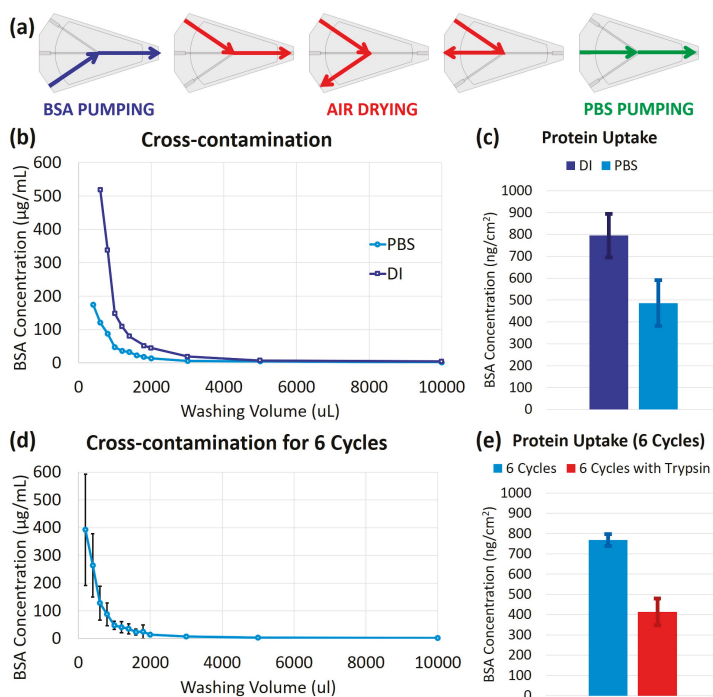 (a)
BSA PUMPING
AIR DRYING
PBS PUMPING
(b)
Cross-contamination
BSA Concentration (µg/mL)
600
500
400
300
200
100
0
PBS
DI
0 2000 4000 6000 8000 10000
Washing Volume (uL)
(c)
Protein Uptake
DI PBS
BSA Concentration (ng/cm²)
1000
900
800
700
600
500
400
300
200
100
0
(d)
Cross-contamination for 6 Cycles
BSA Concentration (µg/mL)
600
500
400
300
200
100
0
0 2000 4000 6000 8000 10000
Washing Volume (ul)
(e)
Protein Uptake (6 Cycles)
6 Cycles 6 Cycles with Trypsin
BSA Concentration (ng/cm²)
1000
900
800
700
600
500
400
300
200
100
0